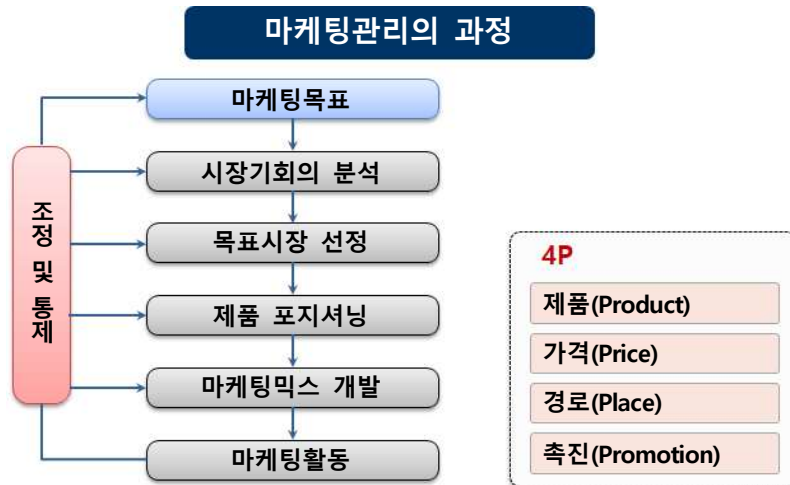 마케팅관리의 과정
마케팅목표
시장기회의 분석
목표시장 선정
제품 포지셔닝
마케팅믹스 개발
마케팅활동
조정 및 통제
4P
제품(Product)
가격(Price)
경로(Place)
촉진(Promotion)